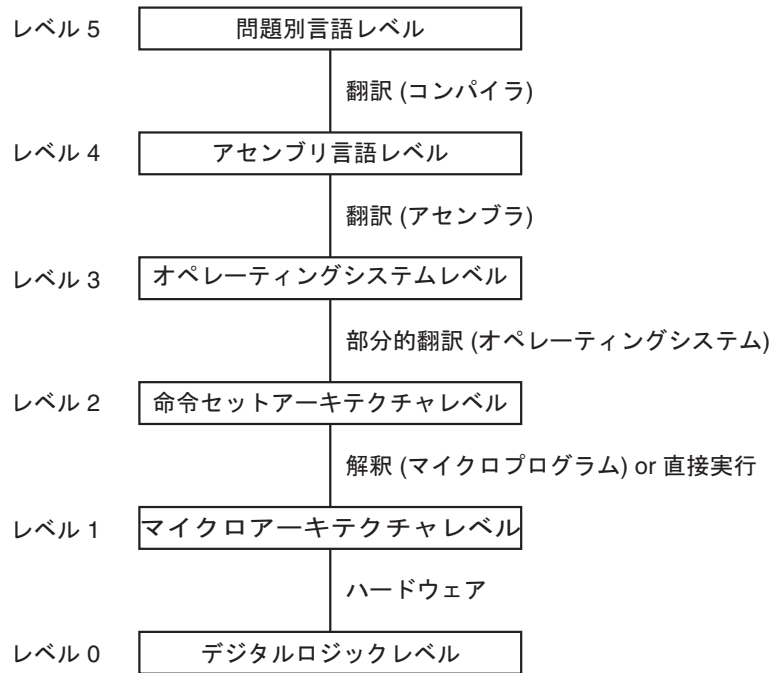 レベル 5 問題別言語レベル
翻訳 (コンパイラ)
レベル 4 アセンブリ言語レベル
翻訳 (アセンブラ)
レベル 3 オペレーティングシステムレベル
部分的翻訳 (オペレーティングシステム)
レベル 2 命令セットアーキテクチャレベル
解釈 (マイクロプログラム) or 直接実行
レベル 1 マイクロアーキテクチャレベル
ハードウェア
レベル 0 デジタルロジックレベル